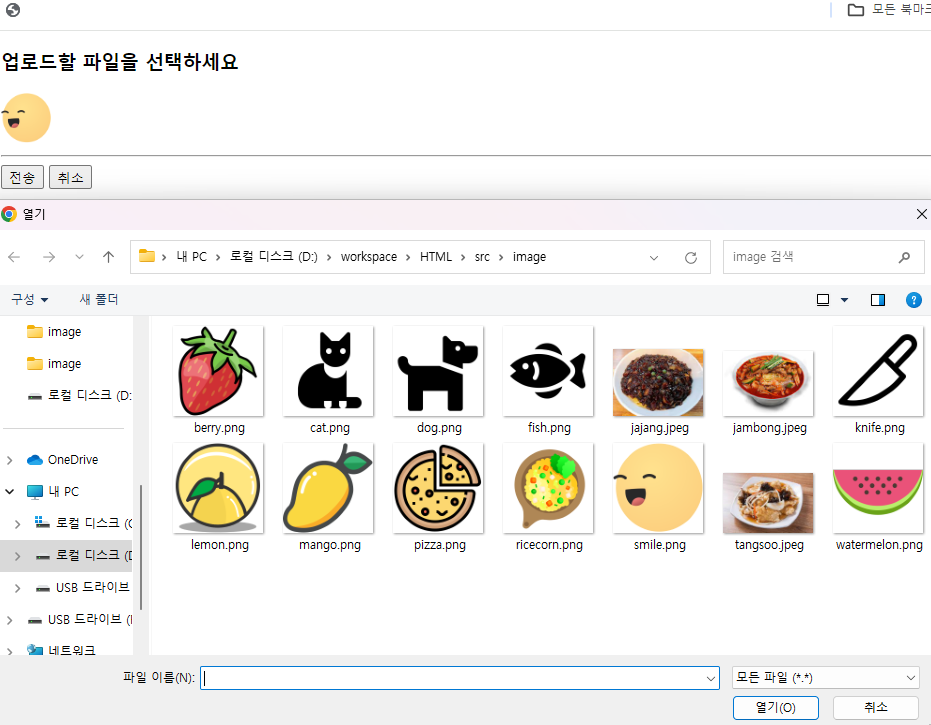 모든 북마크
업로드할 파일을 선택하세요
전송 취소
열기
내 PC 로컬 디스크 (D:) workspace HTML src image
image 검색
구성 새 폴더
image
image
로컬 디스크 (D:
OneDrive
내 PC
로컬 디스크 (C
로컬 디스크 (D
USB 드라이브
USB 드라이브 (
네트워크
berry.png cat.png dog.png fish.png jajang.jpeg jambong.jpeg knife.png
lemon.png mango.png pizza.png ricecorn.png smile.png tangsoo.jpeg watermelon.png
파일 이름(N): 모든 파일 (*.*)
열기(O) 취소